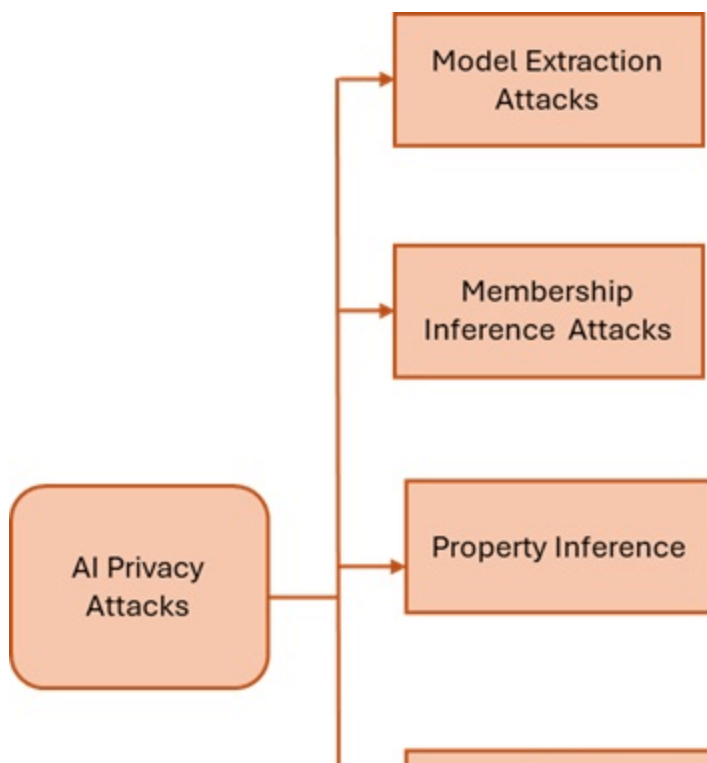 Model Extraction
Attacks
Membership
Inference Attacks
Property Inference
AI Privacy
Attacks